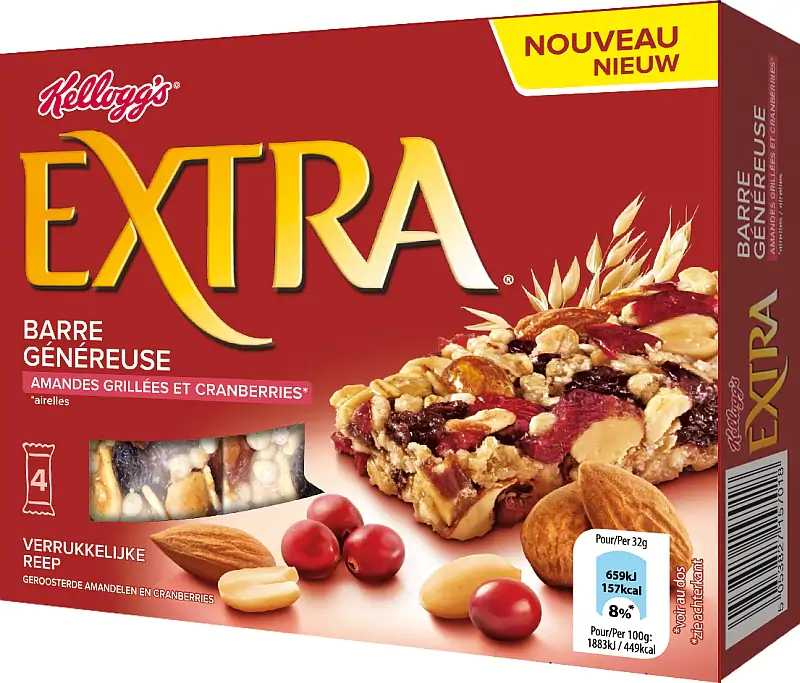 NOUVEAU
NIEUW
Kellogg's®
EXTRA®
BARRE
GÉNÉREUSE
AMANDES GRILLÉES ET CRANBERRIES*
*airelles
4
VERRUKKELIJKE
REEP
GEROOSTERDE AMANDELEN EN CRANBERRIES
Pour/Per 32g
659kJ
157kcal
8%*
Pour/Per 100g:
1883kJ / 449kcal
*voir au dos
*zie achterkant
BARRE
GÉNÉREUSE
AMANDES GRILLÉES ET CRANBERRIES*
*airelles / airelles
Kellogg's
EXTRA